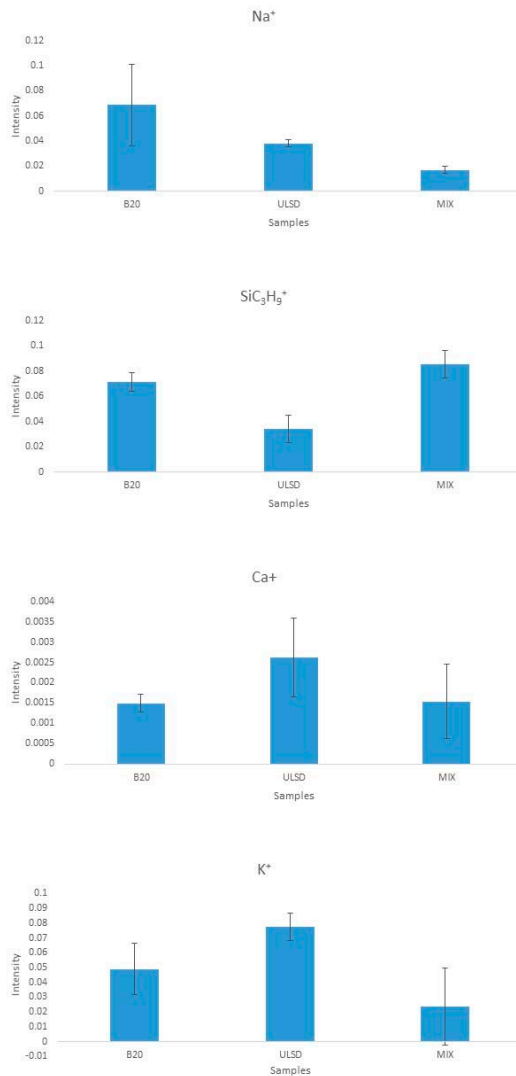 Na⁺
0.12
0.1
0.08
0.06
0.04
0.02
0
Intensity
B20 ULSD MIX
Samples
SiC₃H₉⁺
0.12
0.1
0.08
0.06
0.04
0.02
0
Intensity
B20 ULSD MIX
Samples
Ca+
0.004
0.0035
0.003
0.0025
0.002
0.0015
0.001
0.0005
0
Intensity
B20 ULSD MIX
Samples
K⁺
0.1
0.09
0.08
0.07
0.06
0.05
0.04
0.03
0.02
0.01
0
-0.01
Intensity
B20 ULSD MIX
Samples